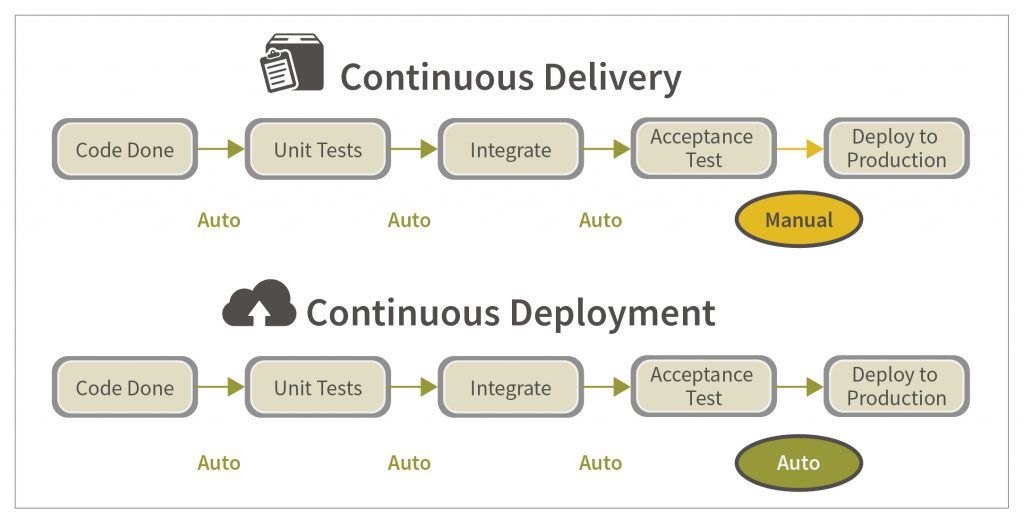 Continuous Delivery
Code Done
Unit Tests
Integrate
Acceptance
Test
Deploy to
Production
Auto
Auto
Auto
Manual
Continuous Deployment
Code Done
Unit Tests
Integrate
Acceptance
Test
Deploy to
Production
Auto
Auto
Auto
Auto